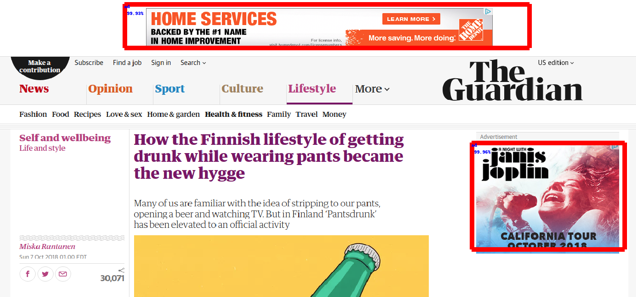 99.93%
HOME SERVICES
BACKED BY THE #1 NAME
IN HOME IMPROVEMENT
LEARN MORE
More saving. More doing.
THE HOME DEPOT
Make a
contribution
Subscribe
Find a job
Sign in
Search
US edition
The
Guardian
News
Opinion
Sport
Culture
Lifestyle
More
Fashion
Food
Recipes
Love & sex
Home & garden
Health & fitness
Family
Travel
Money
Self and wellbeing
Life and style
How the Finnish lifestyle of getting
drunk while wearing pants became
the new hygge
Many of us are familiar with the idea of stripping to our pants,
opening a beer and watching TV. But in Finland ‘Pantsdrunk’
has been elevated to an official activity
Miska Rantanen
Sun 7 Oct 2018 01.00 EDT
30,071
Advertisement
99.96%
A NIGHT WITH
janis
joplin
CALIFORNIA TOUR
OCTOBER 2018